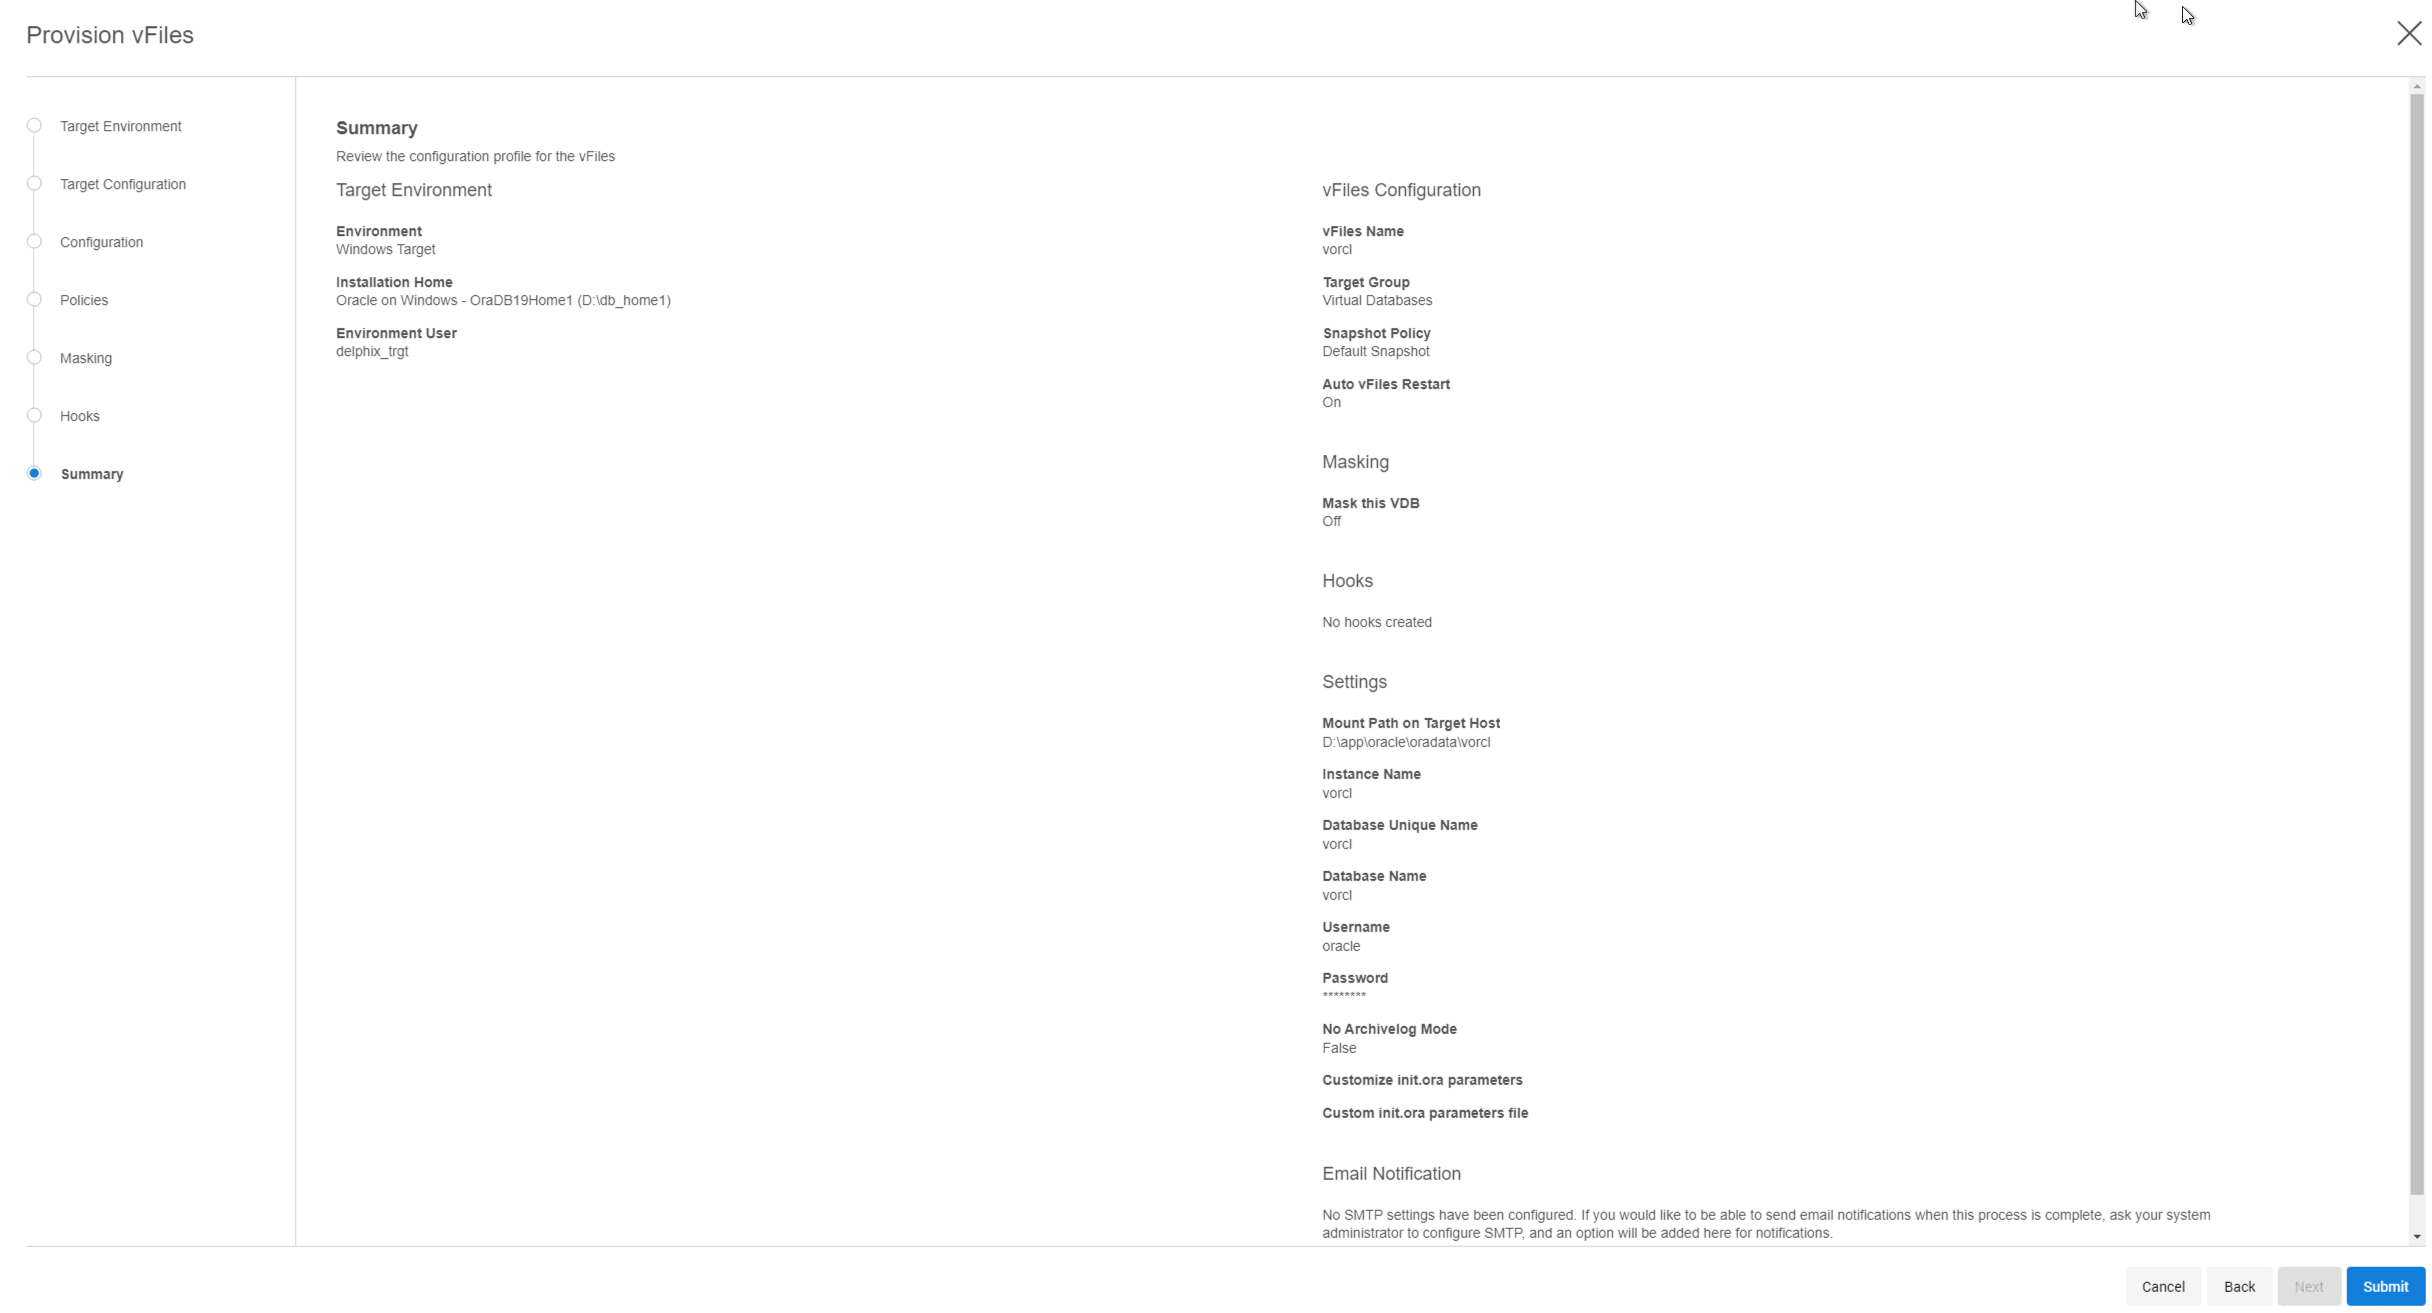 Provision vFiles
Target Environment
Target Configuration
Configuration
Policies
Masking
Hooks
Summary
Summary
Review the configuration profile for the vFiles
Target Environment
Environment
Windows Target
Installation Home
Oracle on Windows - OraDB19Home1 (D:\db_home1)
Environment User
delphix_trgt
vFiles Configuration
vFiles Name
vorcl
Target Group
Virtual Databases
Snapshot Policy
Default Snapshot
Auto vFiles Restart
On
Masking
Mask this VDB
Off
Hooks
No hooks created
Settings
Mount Path on Target Host
D:\app\oracle\oradata\vorcl
Instance Name
vorcl
Database Unique Name
vorcl
Database Name
vorcl
Username
oracle
Password
********
No Archivelog Mode
False
Customize init.ora parameters
Custom init.ora parameters file
Email Notification
No SMTP settings have been configured. If you would like to be able to send email notifications when this process is complete, ask your system
administrator to configure SMTP, and an option will be added here for notifications.
Cancel
Back
Next
Submit